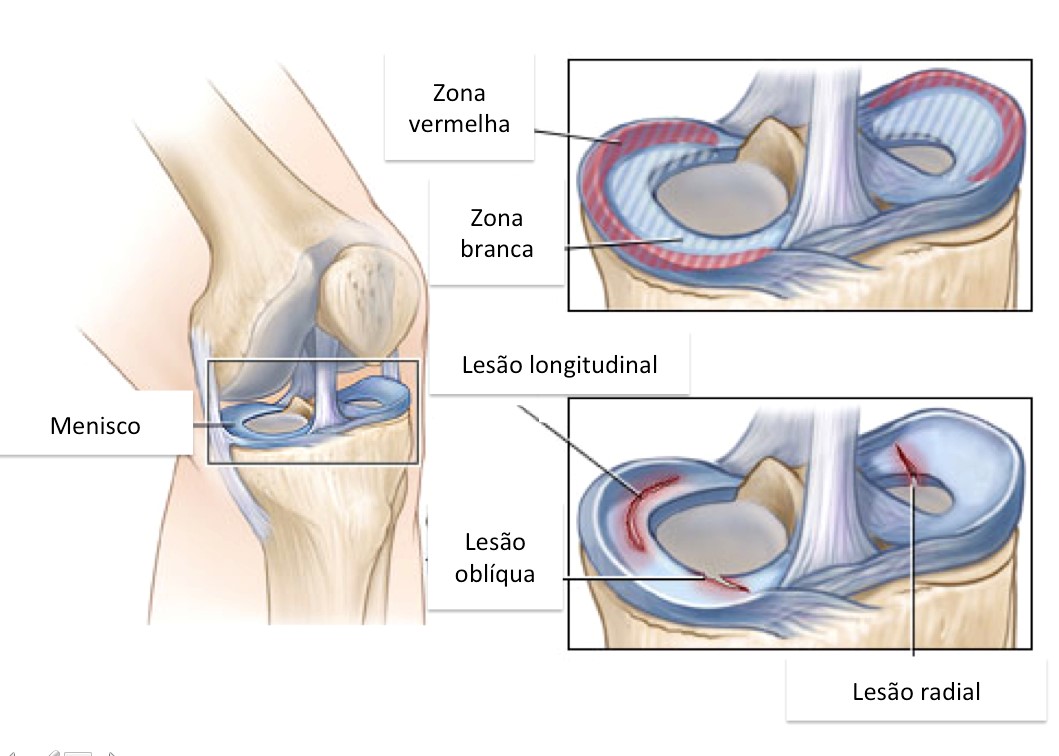 Zona
vermelha
Zona
branca
Lesão longitudinal
Menisco
Lesão
oblíqua
Lesão radial